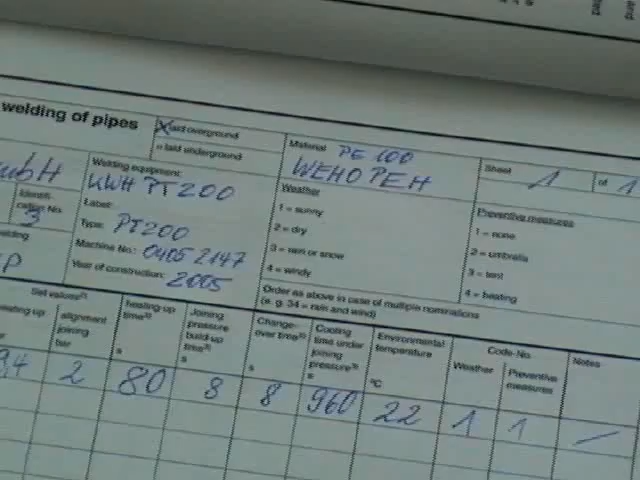 welding of pipes
X laid overground
laid underground
Material PE 100
WEHO PEH
Sheet 1 of 1
Welding equipment:
KWH PT200
Label:
Type: PT200
Machine No.: 0405 2147
Year of construction: 2005
Identifi-
cation No.
3
Weather
1 = sunny
2 = dry
3 = rain or snow
4 = windy
Order as above in case of multiple nominations
(e. g. 34 = rain and wind)
Preventive measures
1 = none
2 = umbrella
3 = tent
4 = heating
Set values
alignment
joining
bar
heating-up
time
s
Joining
pressure
build-up
time
s
Change-
over time
s
Cooling
time under
joining
pressure
s
Environmental
temperature
°C
Code-No.
Weather
Preventive
measures
Notes
2 80 8 8 960 22 1 1 —